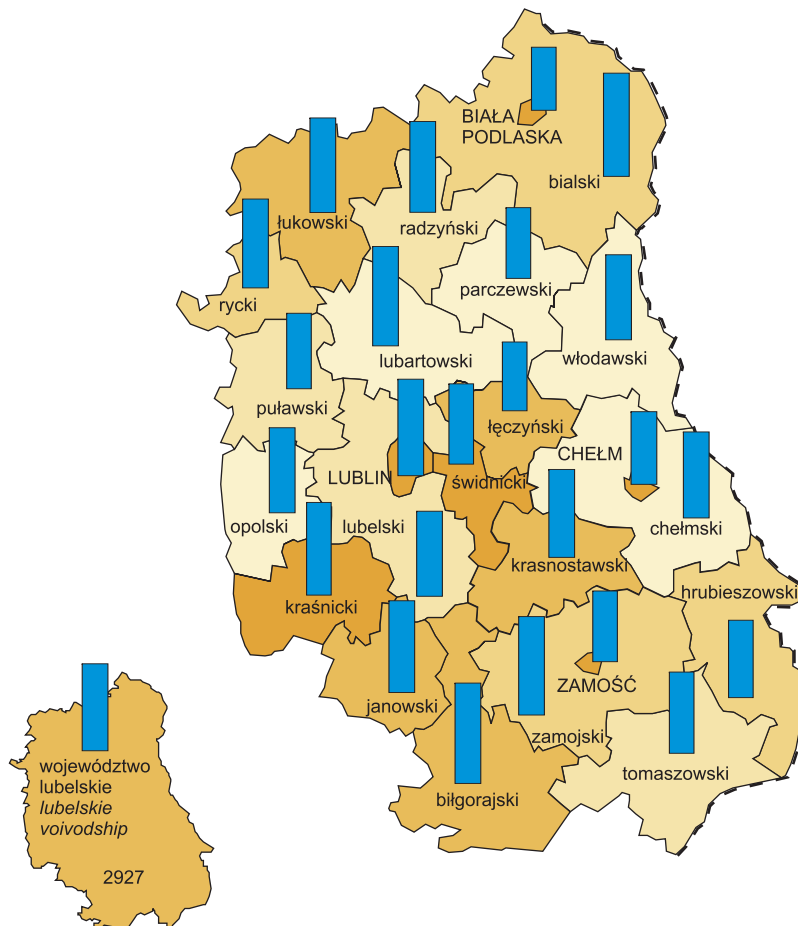 BIAŁA
PODLASKA
bialski
łukowski
radzyński
parczewski
rycki
lubartowski
włodawski
puławski
łęczyński
CHEŁM
LUBLIN
świdnicki
opolski
lubelski
chełmski
krasnostawski
hrubieszowski
kraśnicki
ZAMOŚĆ
janowski
zamojski
tomaszowski
biłgorajski
województwo
lubelskie
lubelskie
voivodship
2927